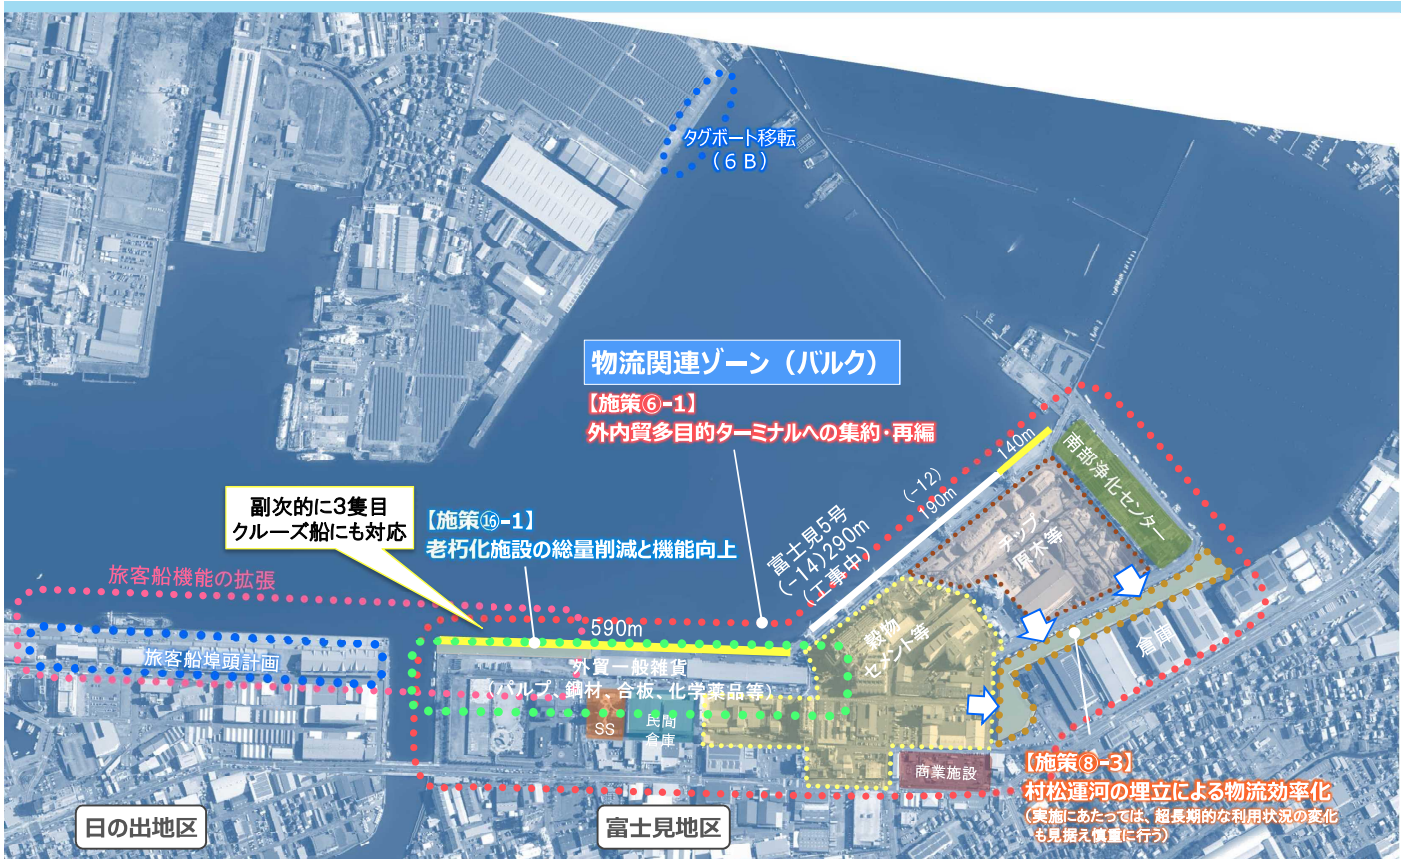 タグボート移転
（６Ｂ）
物流関連ゾーン（バルク）
【施策⑥-1】
外内貿多目的ターミナルへの集約・再編
140m
南部浄化センター
（-12）
190m
副次的に３隻目
クルーズ船にも対応
【施策⑯-1】
老朽化施設の総量削減と機能向上
富士見５号
（-14）290m
（工事中）
チップ、
原木等
旅客船機能の拡張
590m
穀物
セメント等
倉庫
旅客船埠頭計画
外貿一般雑貨
（パルプ、鋼材、合板、化学薬品等）
SS
民間
倉庫
商業施設
【施策⑧-3】
村松運河の埋立による物流効率化
（実施にあたっては、超長期的な利用状況の変化
も見据え慎重に行う）
日の出地区
富士見地区